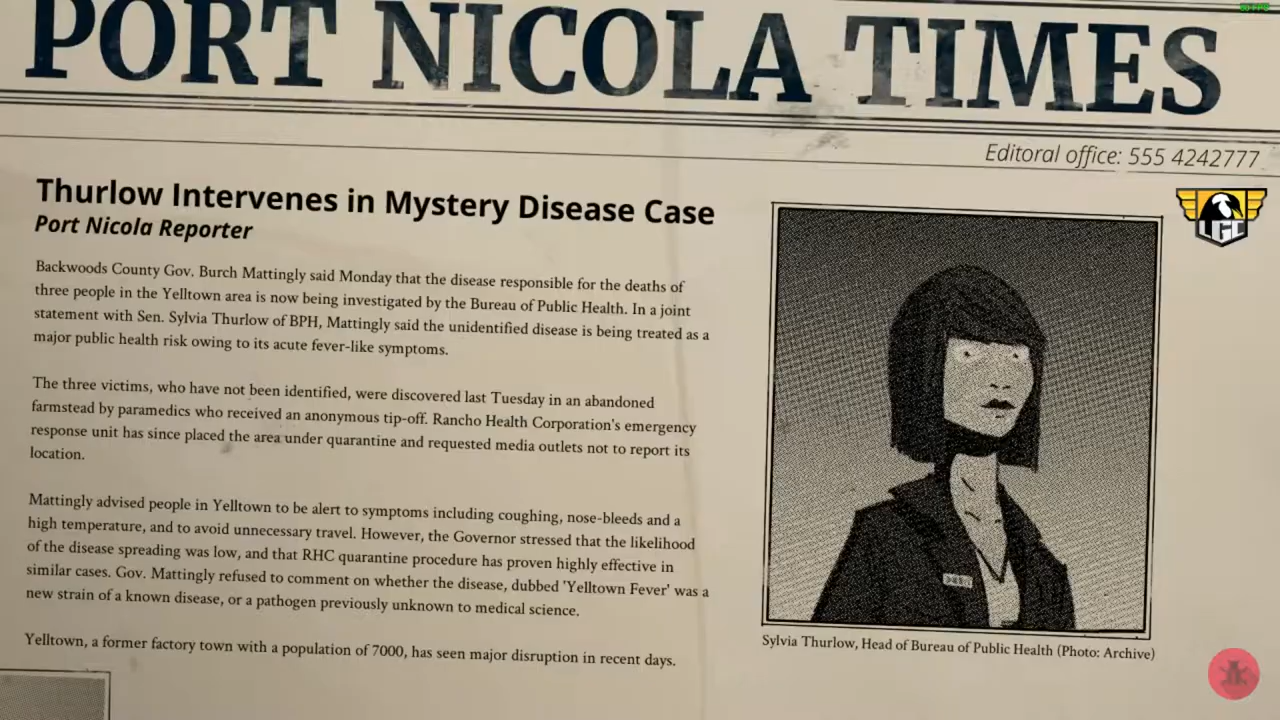 PORT NICOLA TIMES
Editoral office: 555 4242777
Thurlow Intervenes in Mystery Disease Case
Port Nicola Reporter
Backwoods County Gov. Burch Mattingly said Monday that the disease responsible for the deaths of
three people in the Yelltown area is now being investigated by the Bureau of Public Health. In a joint
statement with Sen. Sylvia Thurlow of BPH, Mattingly said the unidentified disease is being treated as a
major public health risk owing to its acute fever-like symptoms.
The three victims, who have not been identified, were discovered last Tuesday in an abandoned
farmstead by paramedics who received an anonymous tip-off. Rancho Health Corporation's emergency
response unit has since placed the area under quarantine and requested media outlets not to report its
location.
Mattingly advised people in Yelltown to be alert to symptoms including coughing, nose-bleeds and a
high temperature, and to avoid unnecessary travel. However, the Governor stressed that the likelihood
of the disease spreading was low, and that RHC quarantine procedure has proven highly effective in
similar cases. Gov. Mattingly refused to comment on whether the disease, dubbed 'Yelltown Fever' was a
new strain of a known disease, or a pathogen previously unknown to medical science.
Yelltown, a former factory town with a population of 7000, has seen major disruption in recent days.
Sylvia Thurlow, Head of Bureau of Public Health (Photo: Archive)
LGC